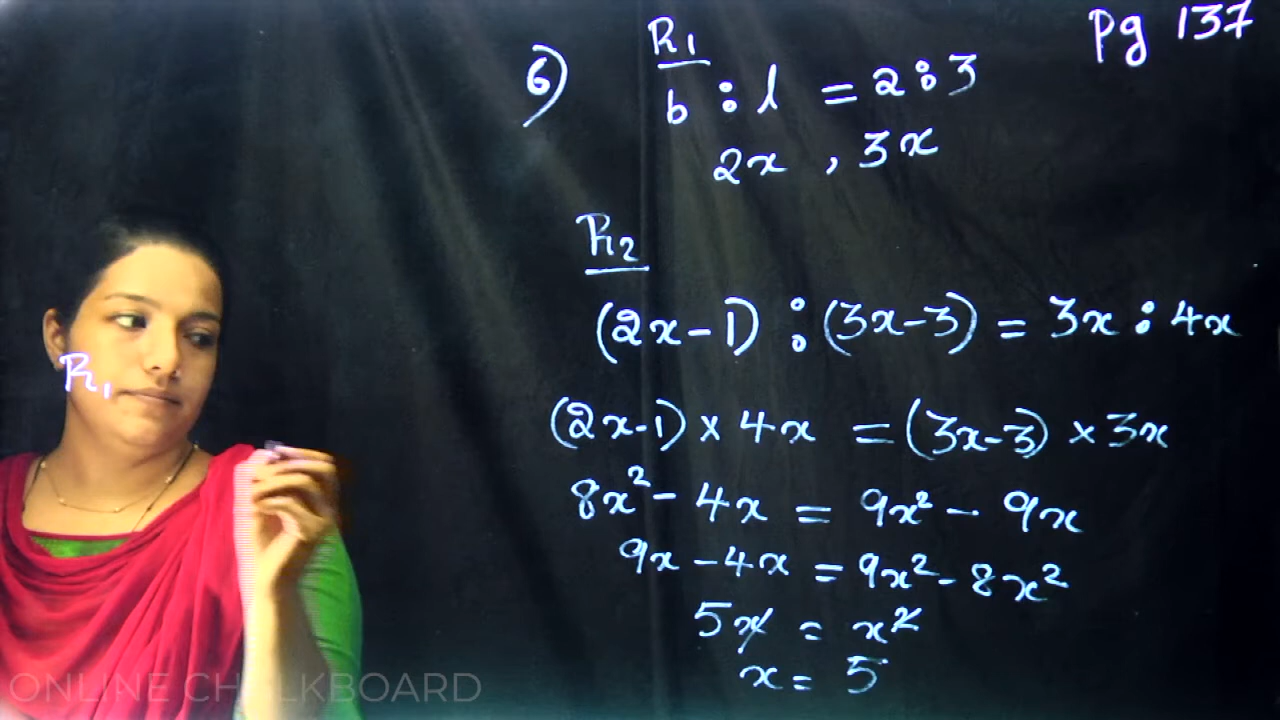 Pg 137
6)
R₁
b : l = 2 : 3
2x , 3x
R₂
(2x-1) : (3x-3) = 3x : 4x
(2x-1) × 4x = (3x-3) × 3x
8x² - 4x = 9x² - 9x
9x - 4x = 9x² - 8x²
5x = x²
x = 5
R₁
ONLINE CHALKBOARD